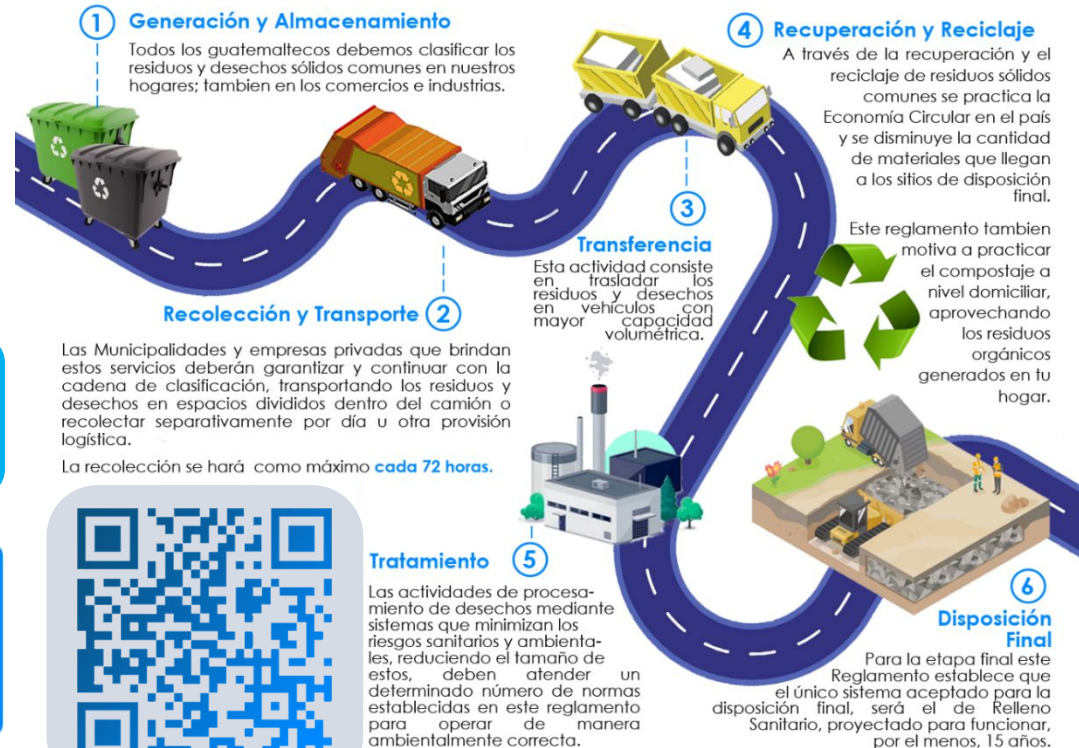 1 Generación y Almacenamiento
Todos los guatemaltecos debemos clasificar los
residuos y desechos sólidos comunes en nuestros
hogares; tambien en los comercios e industrias.
Recolección y Transporte 2
Las Municipalidades y empresas privadas que brindan
estos servicios deberán garantizar y continuar con la
cadena de clasificación, transportando los residuos y
desechos en espacios divididos dentro del camión o
recolectar separativamente por día u otra provisión
logística.
La recolección se hará como máximo cada 72 horas.
3
Transferencia
Esta actividad consiste
en trasladar los
residuos y desechos
en vehículos con
mayor capacidad
volumétrica.
4 Recuperación y Reciclaje
A través de la recuperación y el
reciclaje de residuos sólidos
comunes se practica la
Economía Circular en el país
y se disminuye la cantidad
de materiales que llegan
a los sitios de disposición
final.
Este reglamento tambien
motiva a practicar
el compostaje a
nivel domiciliar,
aprovechando
los residuos
orgánicos
generados en tu
hogar.
Tratamiento 5
Las actividades de procesa-
miento de desechos mediante
sistemas que minimizan los
riesgos sanitarios y ambienta-
les, reduciendo el tamaño de
estos, deben atender un
determinado número de normas
establecidas en este reglamento
para operar de manera
ambientalmente correcta.
6
Disposición
Final
Para la etapa final este
Reglamento establece que
el único sistema aceptado para la
disposición final, será el de Relleno
Sanitario, proyectado para funcionar,
por el menos, 15 años.